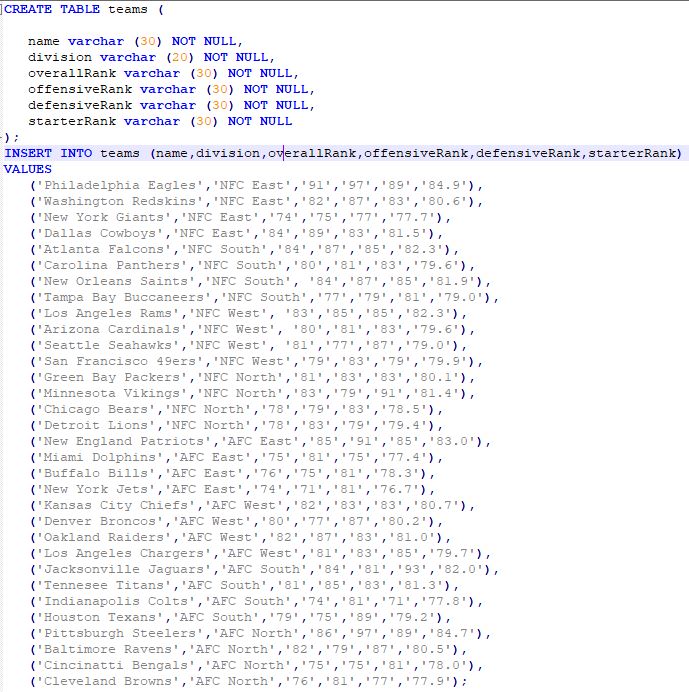 CREATE TABLE teams (
name varchar (30) NOT NULL,
division varchar (20) NOT NULL,
overallRank varchar (30) NOT NULL,
offensiveRank varchar (30) NOT NULL,
defensiveRank varchar (30) NOT NULL,
starterRank varchar (30) NOT NULL
);
INSERT INTO teams (name,division,overallRank,offensiveRank,defensiveRank,starterRank)
VALUES
('Philadelphia Eagles','NFC East','91','97','89','84.9'),
('Washington Redskins','NFC East','82','87','83','80.6'),
('New York Giants','NFC East','74','75','77','77.7'),
('Dallas Cowboys','NFC East','84','89','83','81.5'),
('Atlanta Falcons','NFC South','84','87','85','82.3'),
('Carolina Panthers','NFC South','80','81','83','79.6'),
('New Orleans Saints','NFC South', '84','87','85','81.9'),
('Tampa Bay Buccaneers','NFC South','77','79','81','79.0'),
('Los Angeles Rams','NFC West', '83','85','85','82.3'),
('Arizona Cardinals','NFC West', '80','81','83','79.6'),
('Seattle Seahawks','NFC West', '81','77','87','79.0'),
('San Francisco 49ers','NFC West','79','83','79','79.9'),
('Green Bay Packers','NFC North','81','83','83','80.1'),
('Minnesota Vikings','NFC North','83','79','91','81.4'),
('Chicago Bears','NFC North','78','79','83','78.5'),
('Detroit Lions','NFC North','78','83','79','79.4'),
('New England Patriots','AFC East','85','91','85','83.0'),
('Miami Dolphins','AFC East','75','81','75','77.4'),
('Buffalo Bills','AFC East','76','75','81','78.3'),
('New York Jets','AFC East','74','71','81','76.7'),
('Kansas City Chiefs','AFC West','82','83','83','80.7'),
('Denver Broncos','AFC West','80','77','87','80.2'),
('Oakland Raiders','AFC West','82','87','83','81.0'),
('Los Angeles Chargers','AFC West','81','83','85','79.7'),
('Jacksonville Jaguars','AFC South','84','81','93','82.0'),
('Tennesee Titans','AFC South','81','85','83','81.3'),
('Indianapolis Colts','AFC South','74','81','71','77.8'),
('Houston Texans','AFC South','79','75','89','79.2'),
('Pittsburgh Steelers','AFC North','86','97','89','84.7'),
('Baltimore Ravens','AFC North','82','79','87','80.5'),
('Cincinatti Bengals','AFC North','75','75','81','78.0'),
('Cleveland Browns','AFC North','76','81','77','77.9');